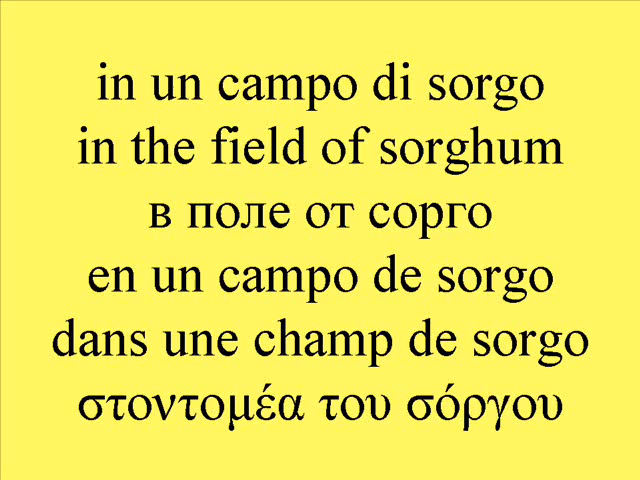 in un campo di sorgo
in the field of sorghum
в поле от сорго
en un campo de sorgo
dans une champ de sorgo
στοντομέα του σόργου